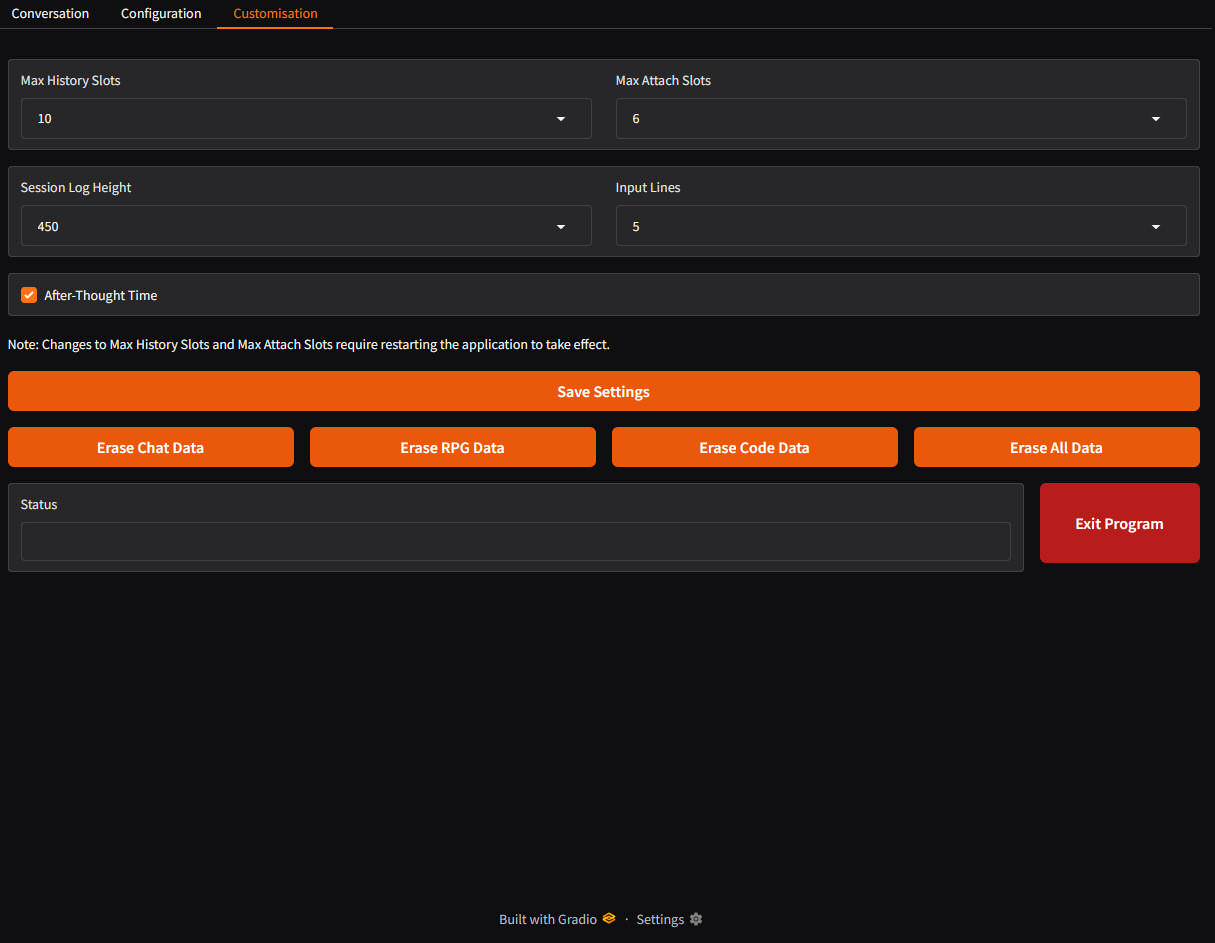 Conversation Configuration Customisation
Max History Slots Max Attach Slots
10 6
Session Log Height Input Lines
450 5
After-Thought Time
Note: Changes to Max History Slots and Max Attach Slots require restarting the application to take effect.
Save Settings
Erase Chat Data Erase RPG Data Erase Code Data Erase All Data
Status
Exit Program
Built with Gradio · Settings